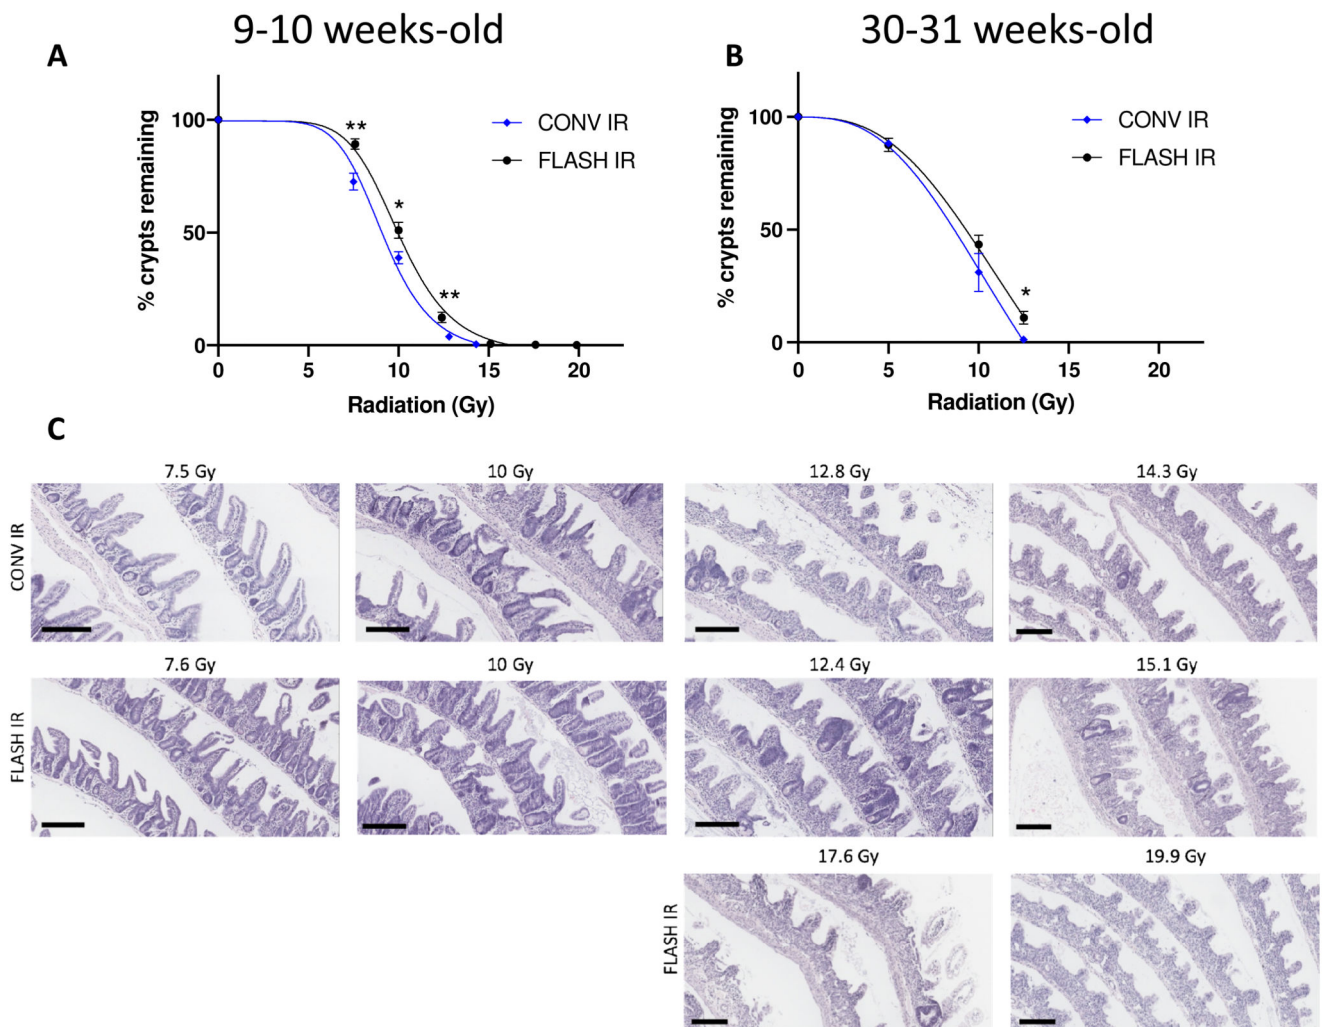 9-10 weeks-old
30-31 weeks-old
A
B
% crypts remaining
100
50
0
**
*
**
CONV IR
FLASH IR
0
5
10
15
20
Radiation (Gy)
% crypts remaining
100
50
0
*
CONV IR
FLASH IR
0
5
10
15
20
Radiation (Gy)
C
7.5 Gy
10 Gy
12.8 Gy
14.3 Gy
CONV IR
7.6 Gy
10 Gy
12.4 Gy
15.1 Gy
FLASH IR
17.6 Gy
19.9 Gy
FLASH IR